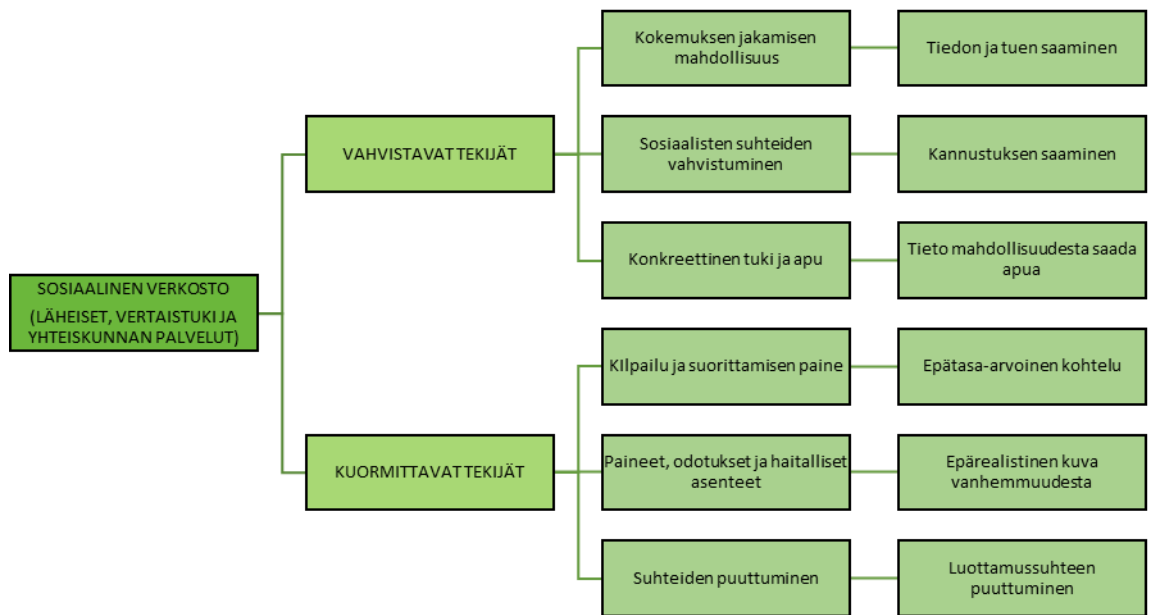 Kokemuksen jakamisen
mahdollisuus
Tiedon ja tuen saaminen
VAHVISTAVAT TEKIJÄT
Sosiaalisten suhteiden
vahvistuminen
Kannustuksen saaminen
Konkreettinen tuki ja apu
Tieto mahdollisuudesta saada
apua
SOSIAALINEN VERKOSTO
(LÄHEISET, VERTAISTUKI JA
YHTEISKUNNAN PALVELUT)
KIlpailu ja suorittamisen paine
Epätasa-arvoinen kohtelu
KUORMITTAVAT TEKIJÄT
Paineet, odotukset ja haitalliset
asenteet
Epärealistinen kuva
vanhemmuudesta
Suhteiden puuttuminen
Luottamussuhteen
puuttuminen